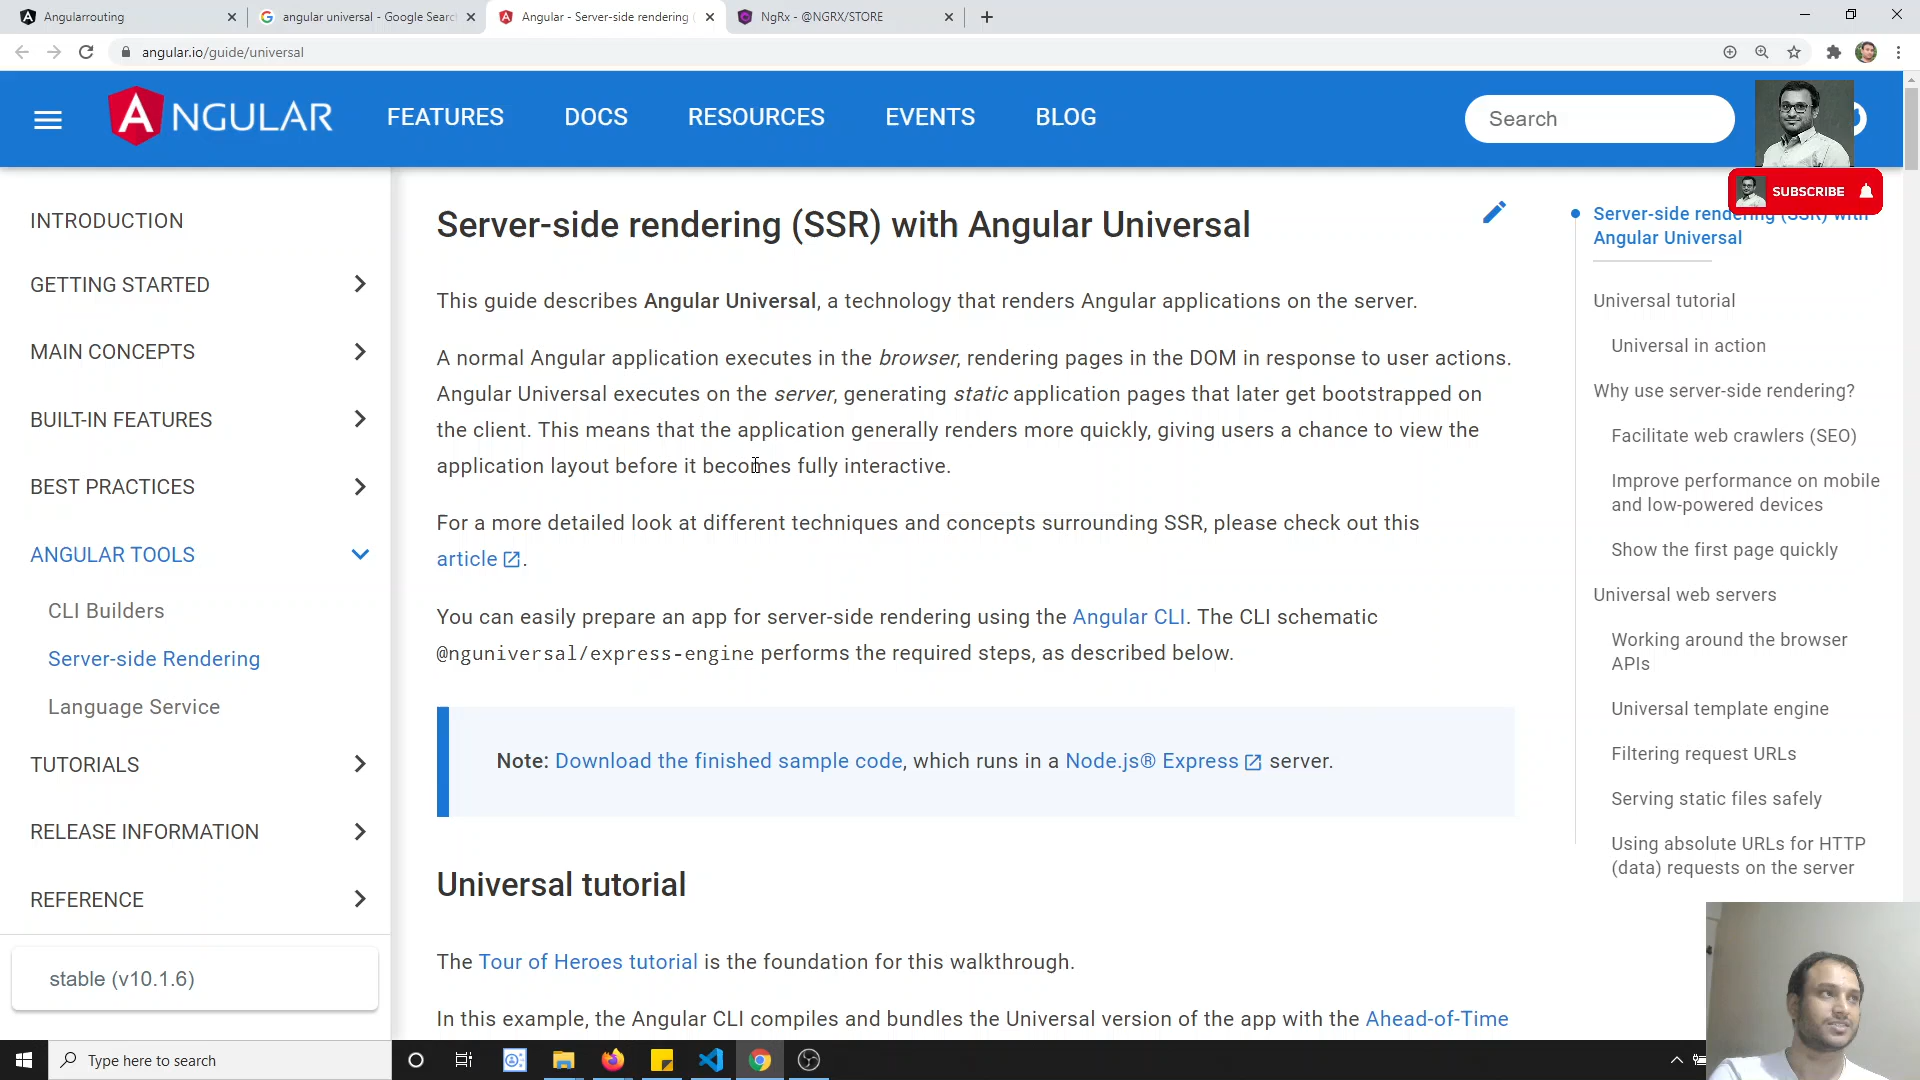 Angularrouting
angular universal - Google Searc
Angular - Server-side rendering (
NgRx - @NGRX/STORE
angular.io/guide/universal
ANGULAR
FEATURES
DOCS
RESOURCES
EVENTS
BLOG
Search
SUBSCRIBE
INTRODUCTION
GETTING STARTED
MAIN CONCEPTS
BUILT-IN FEATURES
BEST PRACTICES
ANGULAR TOOLS
CLI Builders
Server-side Rendering
Language Service
TUTORIALS
RELEASE INFORMATION
REFERENCE
stable (v10.1.6)
Server-side rendering (SSR) with Angular Universal
This guide describes Angular Universal, a technology that renders Angular applications on the server.
A normal Angular application executes in the browser, rendering pages in the DOM in response to user actions.
Angular Universal executes on the server, generating static application pages that later get bootstrapped on
the client. This means that the application generally renders more quickly, giving users a chance to view the
application layout before it becomes fully interactive.
For a more detailed look at different techniques and concepts surrounding SSR, please check out this
article.
You can easily prepare an app for server-side rendering using the Angular CLI. The CLI schematic
@nguniversal/express-engine performs the required steps, as described below.
Note: Download the finished sample code, which runs in a Node.js® Express server.
Universal tutorial
The Tour of Heroes tutorial is the foundation for this walkthrough.
In this example, the Angular CLI compiles and bundles the Universal version of the app with the Ahead-of-Time
Server-side rendering (SSR) with
Angular Universal
Universal tutorial
Universal in action
Why use server-side rendering?
Facilitate web crawlers (SEO)
Improve performance on mobile
and low-powered devices
Show the first page quickly
Universal web servers
Working around the browser
APIs
Universal template engine
Filtering request URLs
Serving static files safely
Using absolute URLs for HTTP
(data) requests on the server
Type here to search